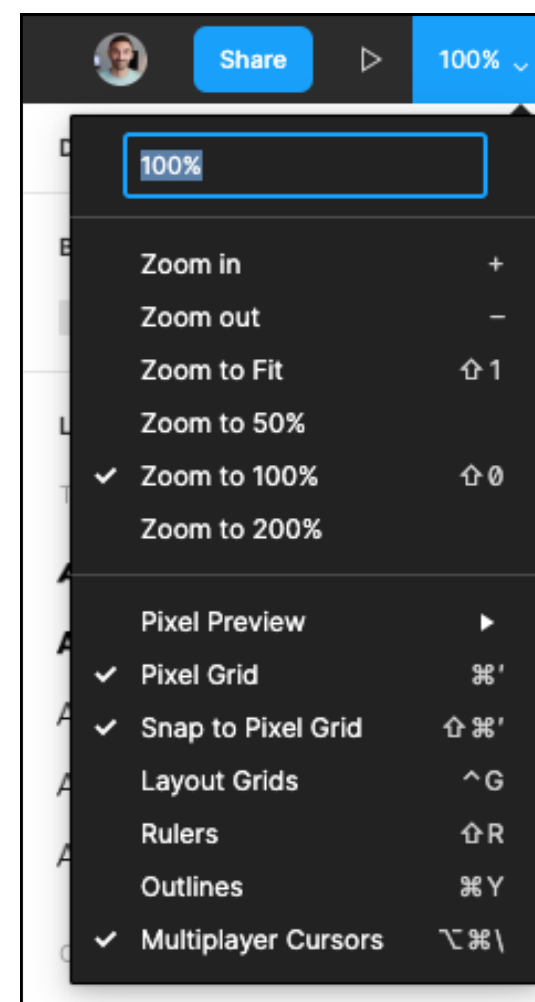 Share 100%
100%
Zoom in +
Zoom out –
Zoom to Fit ⇧1
Zoom to 50%
✓ Zoom to 100% ⇧0
Zoom to 200%
Pixel Preview ▶
✓ Pixel Grid ⌘'
✓ Snap to Pixel Grid ⇧⌘'
Layout Grids ^G
Rulers ⇧R
Outlines ⌘Y
✓ Multiplayer Cursors ⌥⌘\